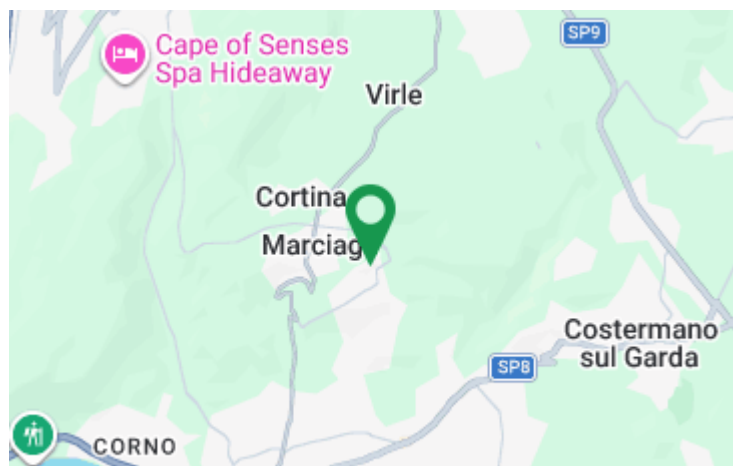 SP9
Cape of Senses
Spa Hideaway
Virle
Cortina
Marciag
Costermano
sul Garda
SP8
CORNO